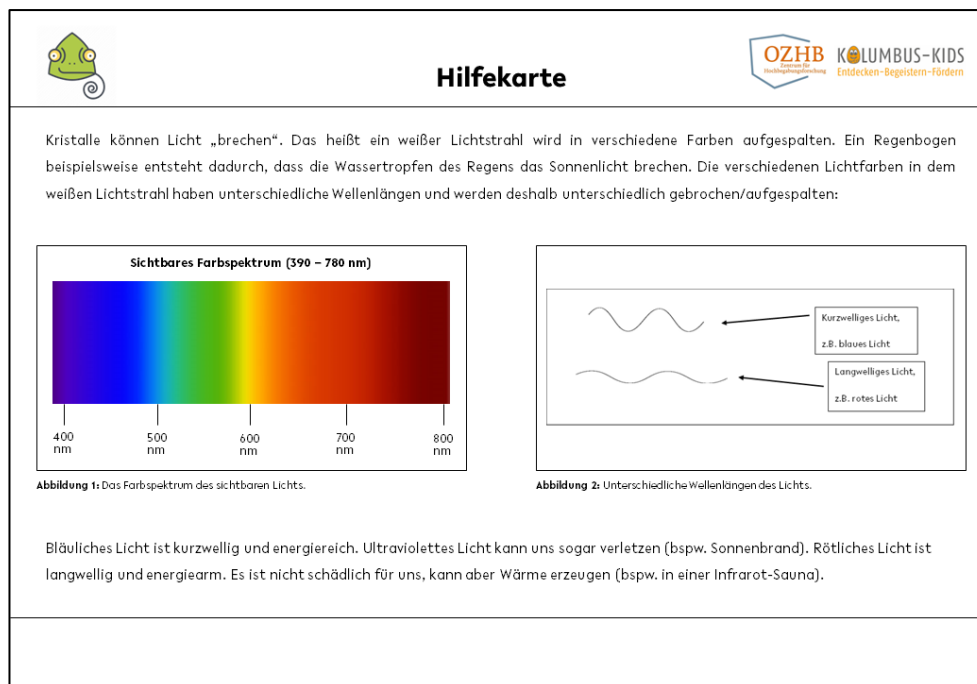 Hilfekarte
OZHB
Zentrum für
Hochbegabungsforschung
KOLUMBUS-KIDS
Entdecken-Begeistern-Fördern
Kristalle können Licht „brechen“. Das heißt ein weißer Lichtstrahl wird in verschiedene Farben aufgespalten. Ein Regenbogen
beispielsweise entsteht dadurch, dass die Wassertropfen des Regens das Sonnenlicht brechen. Die verschiedenen Lichtfarben in dem
weißen Lichtstrahl haben unterschiedliche Wellenlängen und werden deshalb unterschiedlich gebrochen/aufgespalten:
Sichtbares Farbspektrum (390 – 780 nm)
400 500 600 700 800
nm nm nm nm nm
Abbildung 1: Das Farbspektrum des sichtbaren Lichts.
Kurzwelliges Licht,
z.B. blaues Licht
Langwelliges Licht,
z.B. rotes Licht
Abbildung 2: Unterschiedliche Wellenlängen des Lichts.
Bläuliches Licht ist kurzwellig und energiereich. Ultraviolettes Licht kann uns sogar verletzen (bspw. Sonnenbrand). Rötliches Licht ist
langwellig und energiearm. Es ist nicht schädlich für uns, kann aber Wärme erzeugen (bspw. in einer Infrarot-Sauna).